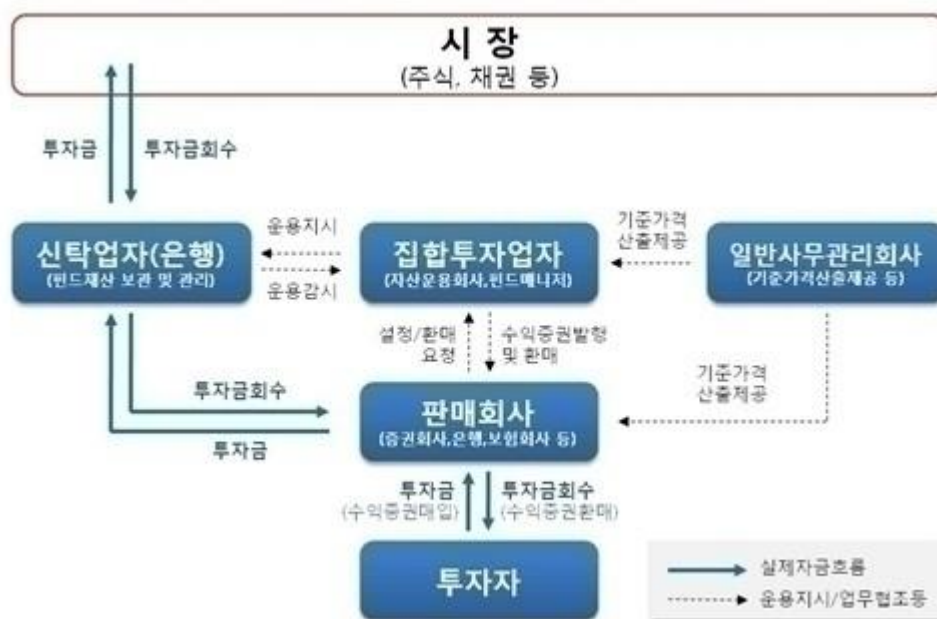 시 장
(주식, 채권 등)
투자금
투자금회수
신탁업자(은행)
(펀드재산 보관 및 관리)
운용지시
운용감시
집합투자업자
(자산운용회사,펀드매니저)
기준가격
산출제공
일반사무관리회사
(기준가격산출제공 등)
설정/환매
요청
수익증권발행
및 환매
기준가격
산출제공
투자금회수
투자금
판매회사
(증권회사,은행,보험회사 등)
투자금
(수익증권매입)
투자금회수
(수익증권환매)
투자자
실제자금흐름
운용지시/업무협조등